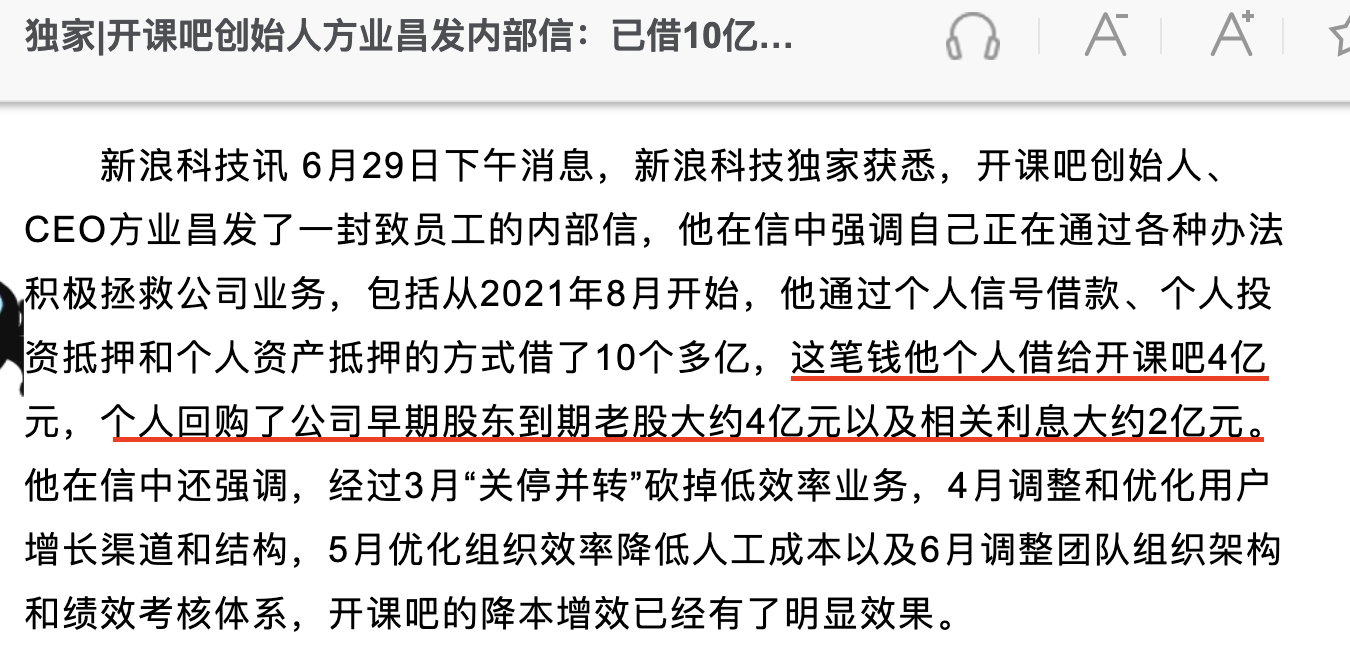 独家|开课吧创始人方业昌发内部信：已借10亿...
A-
A+
新浪科技讯 6月29日下午消息，新浪科技独家获悉，开课吧创始人、
CEO方业昌发了一封致员工的内部信，他在信中强调自己正在通过各种办法
积极拯救公司业务，包括从2021年8月开始，他通过个人信号借款、个人投
资抵押和个人资产抵押的方式借了10个多亿，这笔钱他个人借给开课吧4亿
元，个人回购了公司早期股东到期老股大约4亿元以及相关利息大约2亿元。
他在信中还强调，经过3月“关停并转”砍掉低效率业务，4月调整和优化用户
增长渠道和结构，5月优化组织效率降低人工成本以及6月调整团队组织架构
和绩效考核体系，开课吧的降本增效已经有了明显效果。